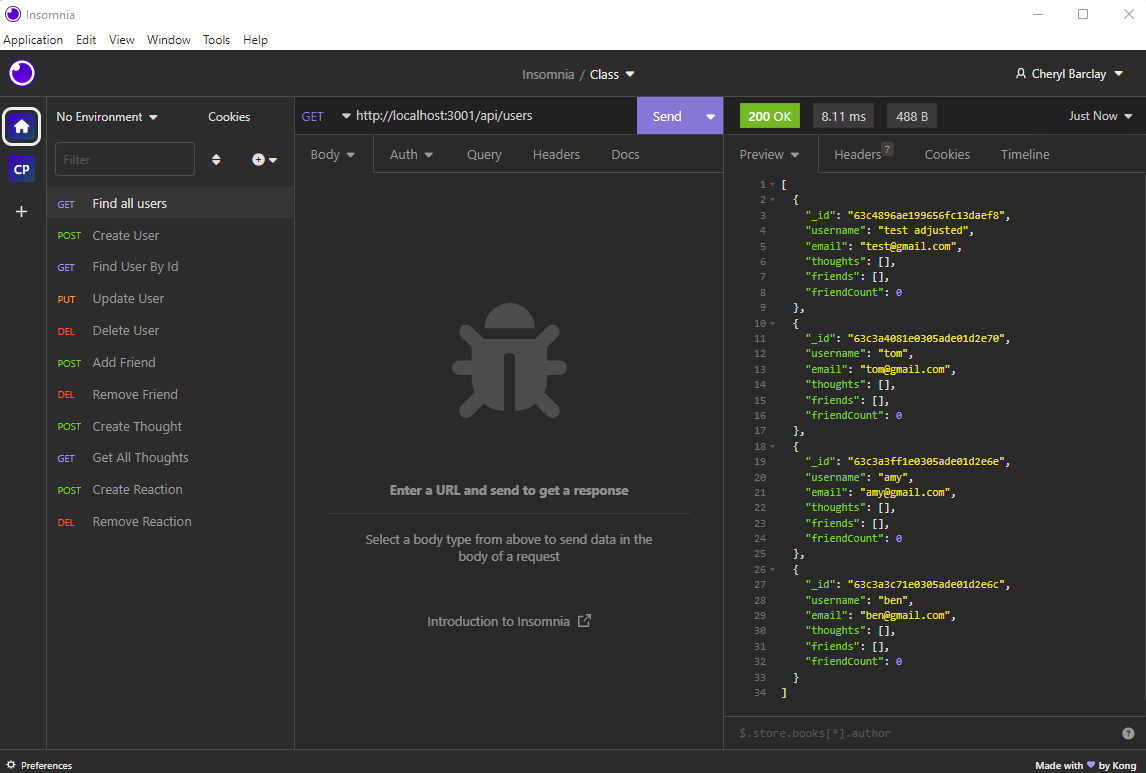 Insomnia
Application Edit View Window Tools Help
Insomnia / Class
Cheryl Barclay
CP
No Environment
Cookies
Filter
GET Find all users
POST Create User
GET Find User By Id
PUT Update User
DEL Delete User
POST Add Friend
DEL Remove Friend
POST Create Thought
GET Get All Thoughts
POST Create Reaction
DEL Remove Reaction
GET http://localhost:3001/api/users Send
Body Auth Query Headers Docs
Enter a URL and send to get a response
Select a body type from above to send data in the
body of a request
Introduction to Insomnia
200 OK 8.11 ms 488 B Just Now
Preview Headers 7 Cookies Timeline
1 [
2 {
3 "_id": "63c4896ae199656fc13daef8",
4 "username": "test adjusted",
5 "email": "test@gmail.com",
6 "thoughts": [],
7 "friends": [],
8 "friendCount": 0
9 },
10 {
11 "_id": "63c3a4081e0305ade01d2e70",
12 "username": "tom",
13 "email": "tom@gmail.com",
14 "thoughts": [],
15 "friends": [],
16 "friendCount": 0
17 },
18 {
19 "_id": "63c3a3ff1e0305ade01d2e6e",
20 "username": "amy",
21 "email": "amy@gmail.com",
22 "thoughts": [],
23 "friends": [],
24 "friendCount": 0
25 },
26 {
27 "_id": "63c3a3c71e0305ade01d2e6c",
28 "username": "ben",
29 "email": "ben@gmail.com",
30 "thoughts": [],
31 "friends": [],
32 "friendCount": 0
33 }
34 ]
$.store.books[*].author
Preferences
Made with 💜 by Kong